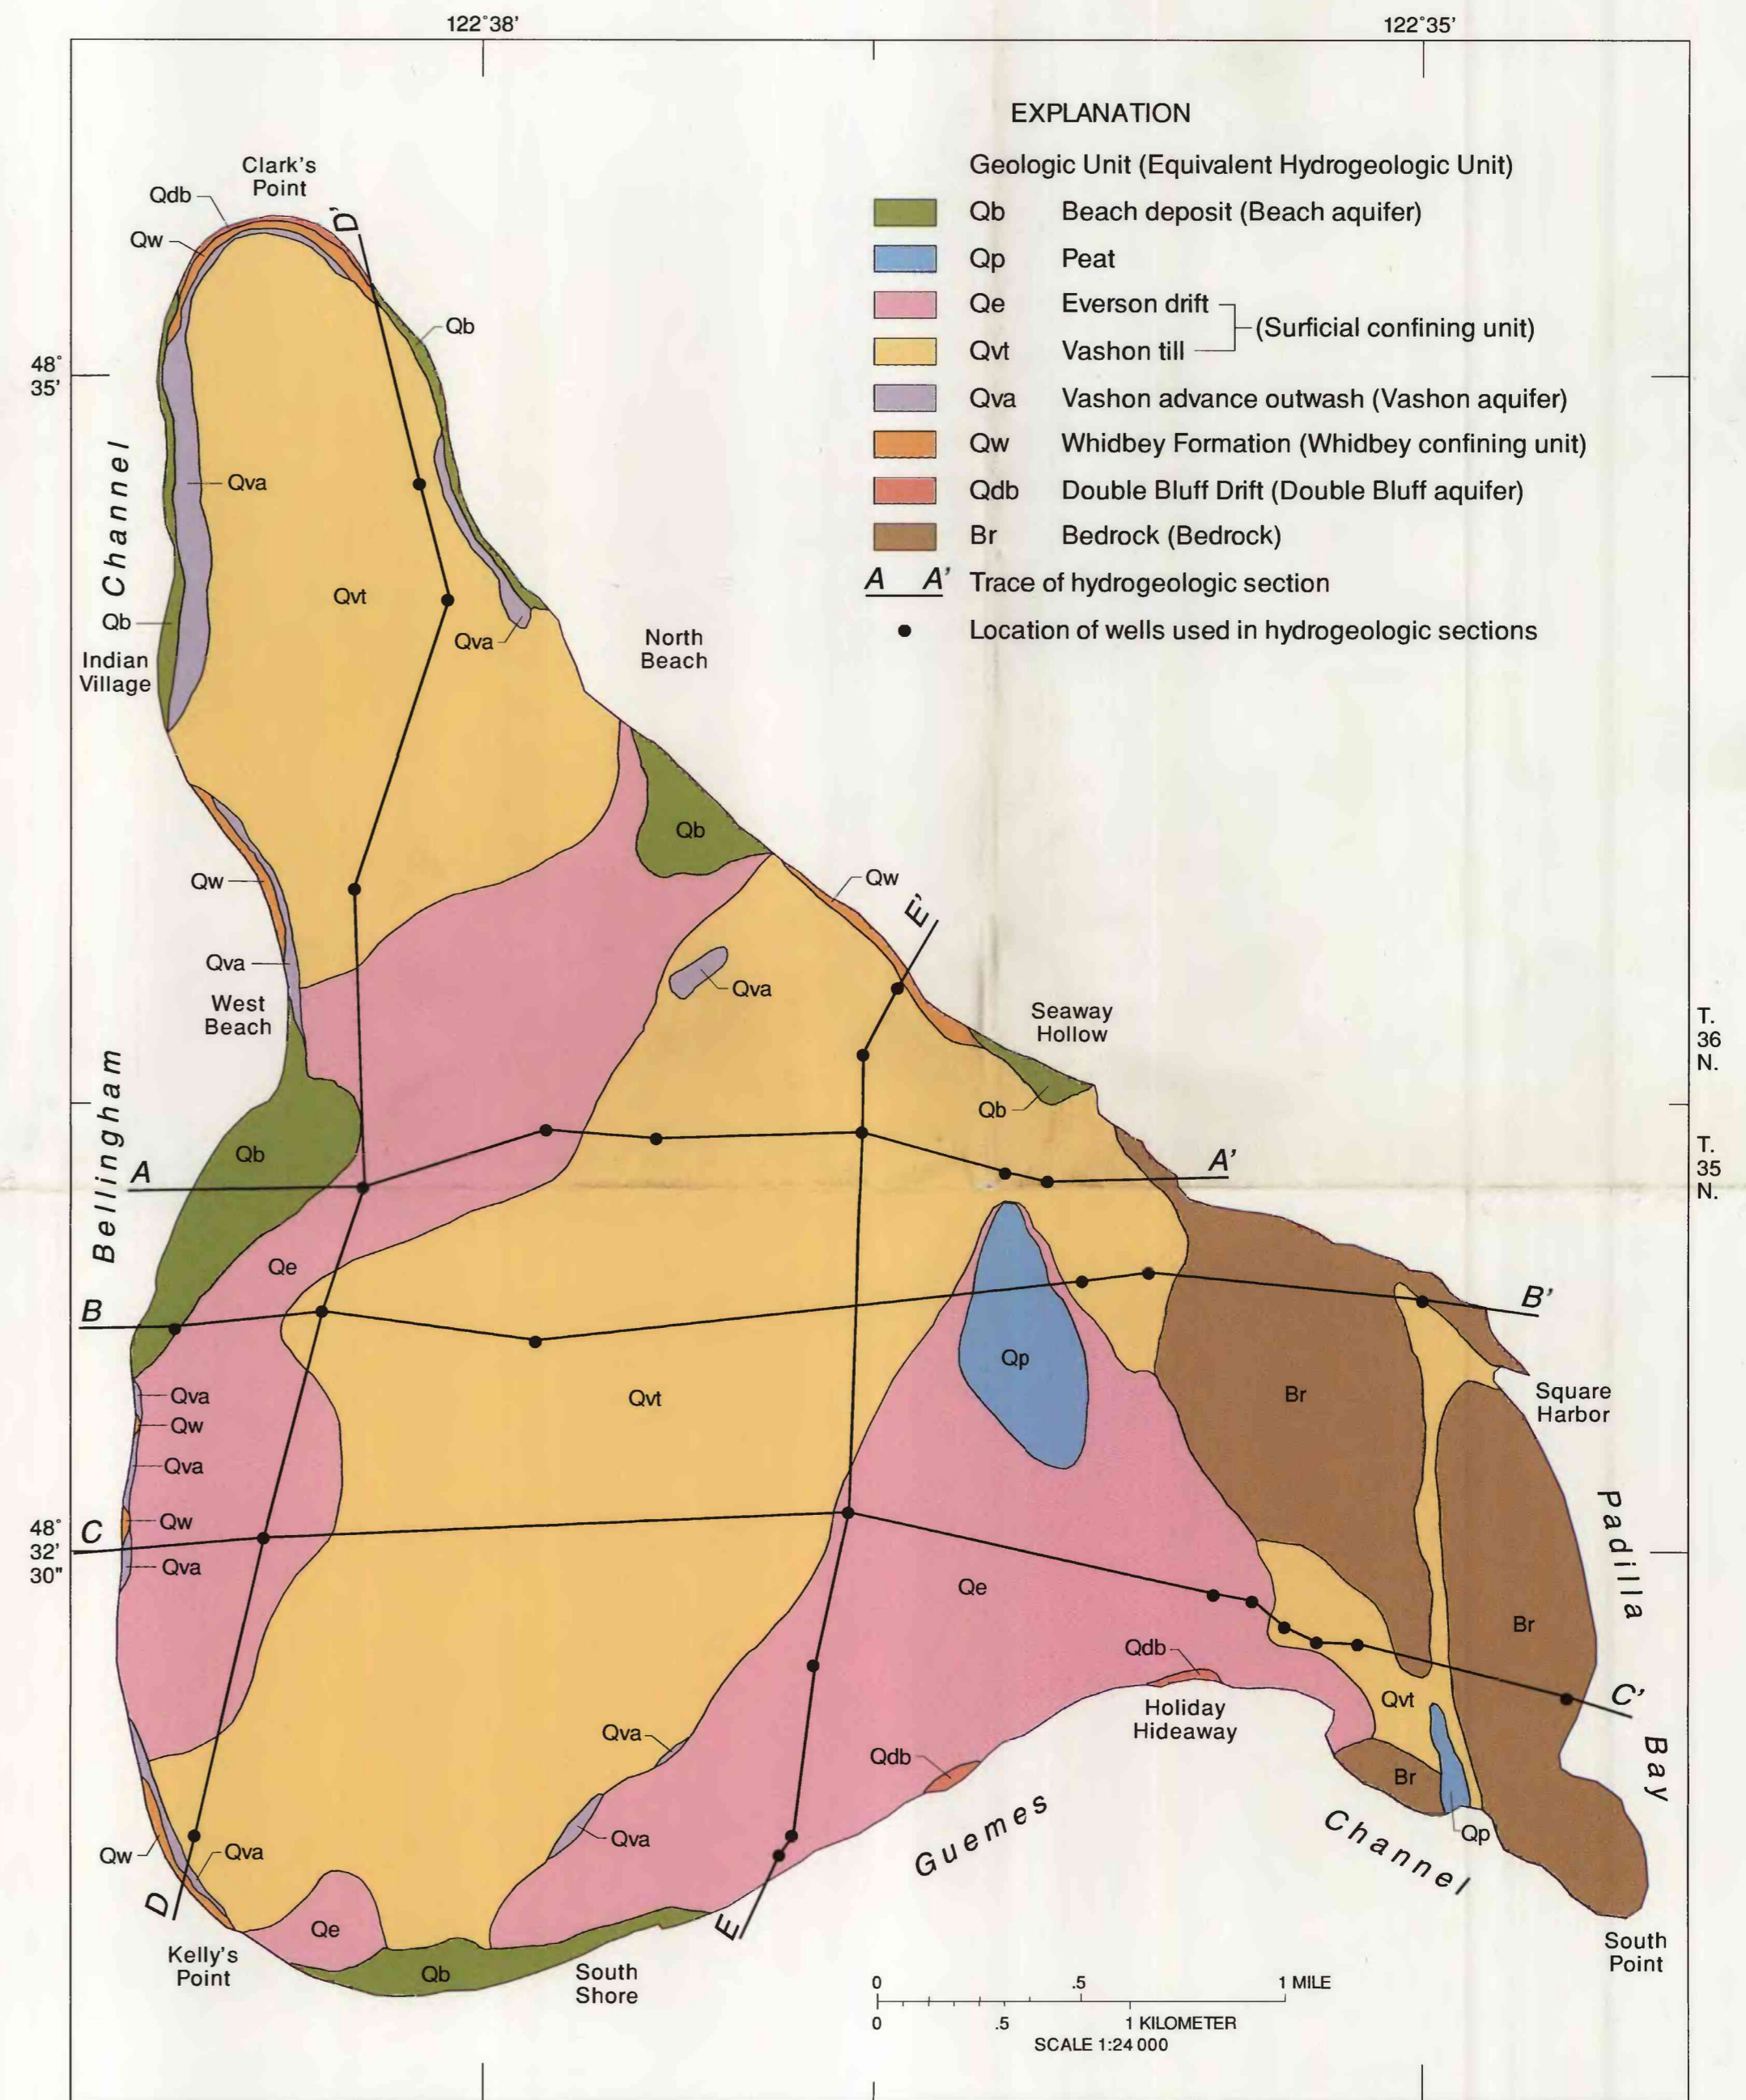 122°38’
122°35’
EXPLANATION
Geologic Unit (Equivalent Hydrogeologic Unit)
Qb Beach deposit (Beach aquifer)
Qp Peat
Qe Everson drift
(Surficial confining unit)
Qvt Vashon till
Qva Vashon advance outwash (Vashon aquifer)
Qw Whidbey Formation (Whidbey confining unit)
Qdb Double Bluff Drift (Double Bluff aquifer)
Br Bedrock (Bedrock)
A A’ Trace of hydrogeologic section
Location of wells used in hydrogeologic sections
Clark's
Point
Qdb
D’
Qw
Qb
48°
35’
Channel
Qva
Qvt
Qb
Qva
Indian
Village
North
Beach
Qb
Qw
Qw
E’
Qva
Qva
West
Beach
Seaway
Hollow
T.
36
N.
Bellingham
Qb
Qb
T.
35
N.
A
A’
Qe
B
B’
Qp
Qva
Qvt
Br
Square
Harbor
Qw
Qva
Padilla
Qw
C
48°
32’
30"
Qva
Qe
Br
Qdb
C’
Qvt
Holiday
Hideaway
Qva
Qdb
Br
Bay
Guemes
Channel
Qp
Qva
Qw
Qva
D
E
Qe
Kelly's
Point
Qb
South
Shore
South
Point
0 .5 1 MILE
0 .5 1 KILOMETER
SCALE 1:24 000